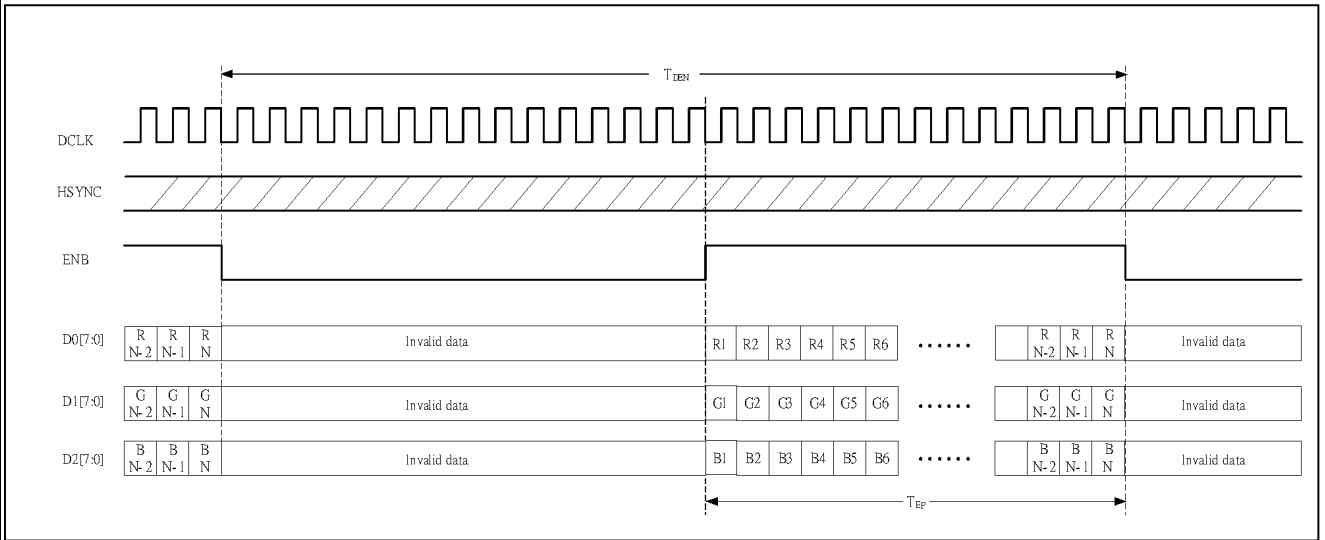 TDEN
DCLK
HSYNC
ENB
D0[7:0] R N-2 R N-1 R N Invalid data R1 R2 R3 R4 R5 R6 ...... R N-2 R N-1 R N Invalid data
D1[7:0] G N-2 G N-1 G N Invalid data G1 G2 G3 G4 G5 G6 ...... G N-2 G N-1 G N Invalid data
D2[7:0] B N-2 B N-1 B N Invalid data B1 B2 B3 B4 B5 B6 ...... B N-2 B N-1 B N Invalid data
TEP